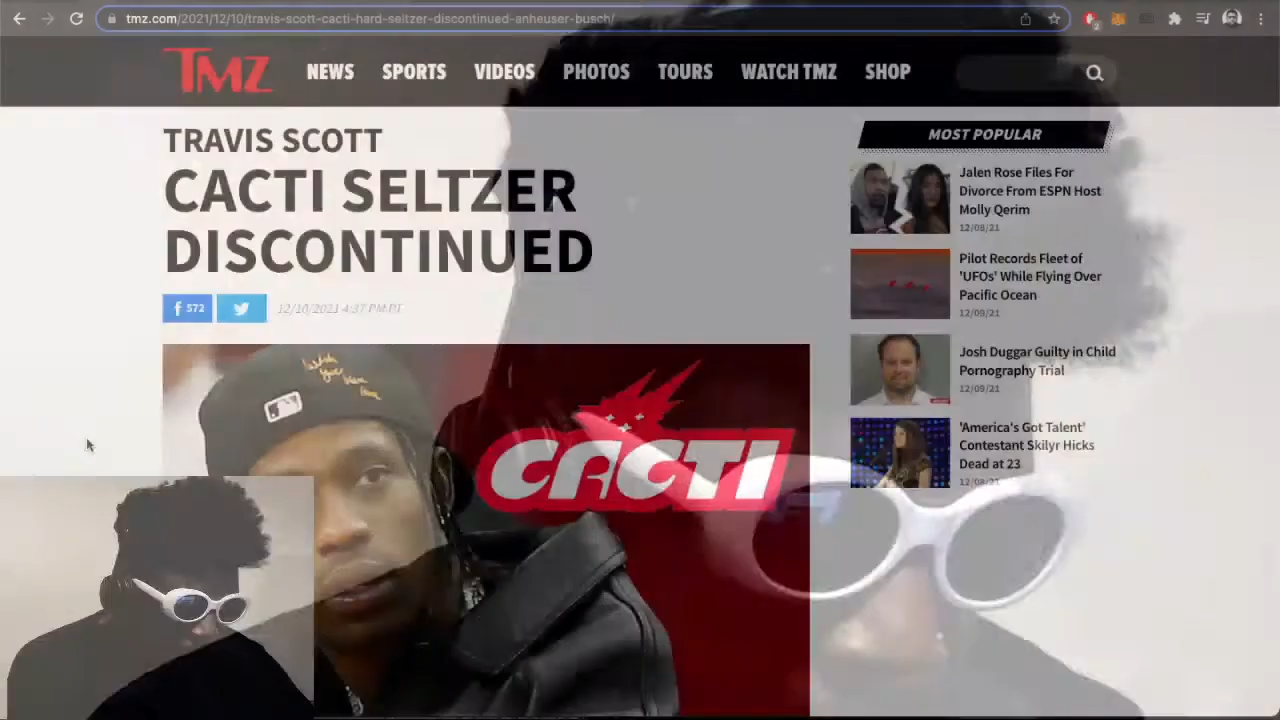 tmz.com/2021/12/10/travis-scott-cacti-hard-seltzer-discontinued-anheuser-busch/
2
TMZ
NEWS SPORTS VIDEOS PHOTOS TOURS WATCH TMZ SHOP
TRAVIS SCOTT
CACTI SELTZER
DISCONTINUED
f 572
12/10/2021 4:37 PM PT
CACTI
MOST POPULAR
Jalen Rose Files For
Divorce From ESPN Host
Molly Qerim
12/08/21
Pilot Records Fleet of
'UFOs' While Flying Over
Pacific Ocean
12/09/21
Josh Duggar Guilty in Child
Pornography Trial
12/09/21
'America's Got Talent'
Contestant Skilyr Hicks
Dead at 23
12/08/21